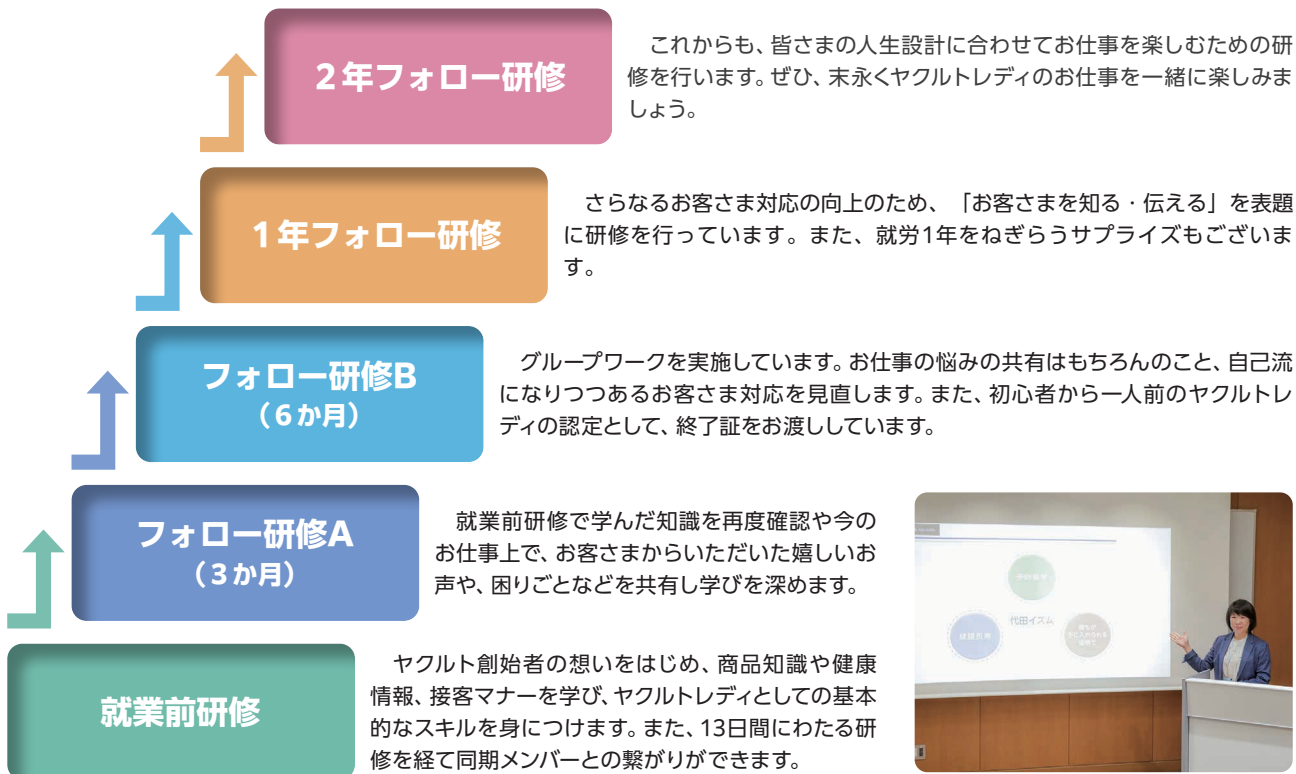 2年フォロー研修
これからも、皆さまの人生設計に合わせてお仕事を楽しむための研
修を行います。ぜひ、末永くヤクルトレディのお仕事を一緒に楽しみま
しょう。
1年フォロー研修
さらなるお客さま対応の向上のため、「お客さまを知る・伝える」を表題
に研修を行っています。また、就労1年をねぎらうサプライズもございま
す。
フォロー研修B
（6か月）
グループワークを実施しています。お仕事の悩みの共有はもちろんのこと、自己流
になりつつあるお客さま対応を見直します。また、初心者から一人前のヤクルトレ
ディの認定として、終了証をお渡ししています。
フォロー研修A
（3か月）
就業前研修で学んだ知識を再度確認や今の
お仕事上で、お客さまからいただいた嬉しいお
声や、困りごとなどを共有し学びを深めます。
就業前研修
ヤクルト創始者の想いをはじめ、商品知識や健康
情報、接客マナーを学び、ヤクルトレディとしての基本
的なスキルを身につけます。また、13日間にわたる研
修を経て同期メンバーとの繋がりができます。
予防医学
代田イズム
健腸長寿